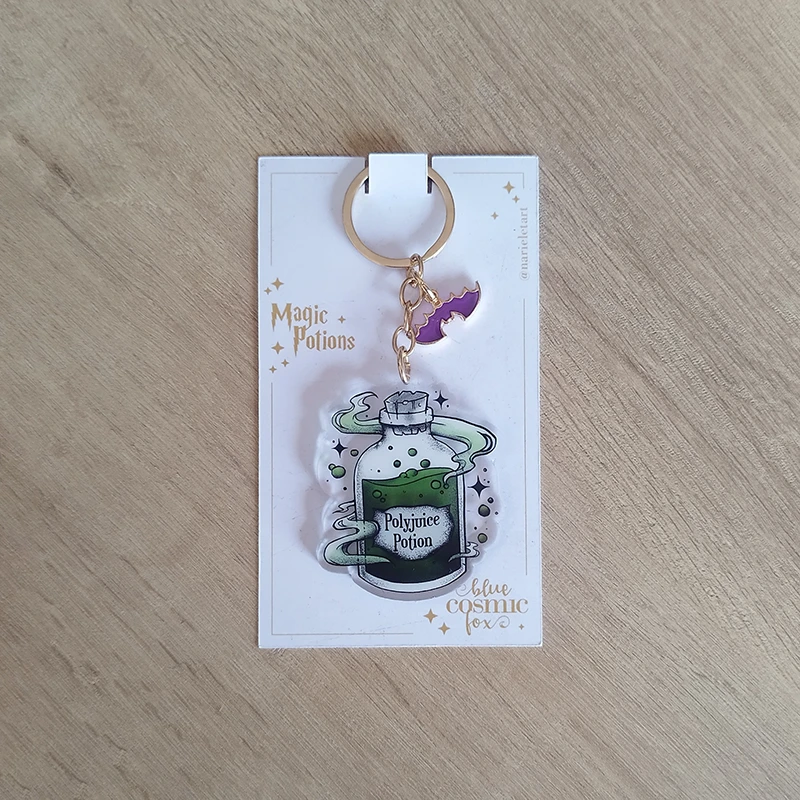 @narieletart
Magic
Potions
Polyjuice
Potion
blue
cosmic
fox